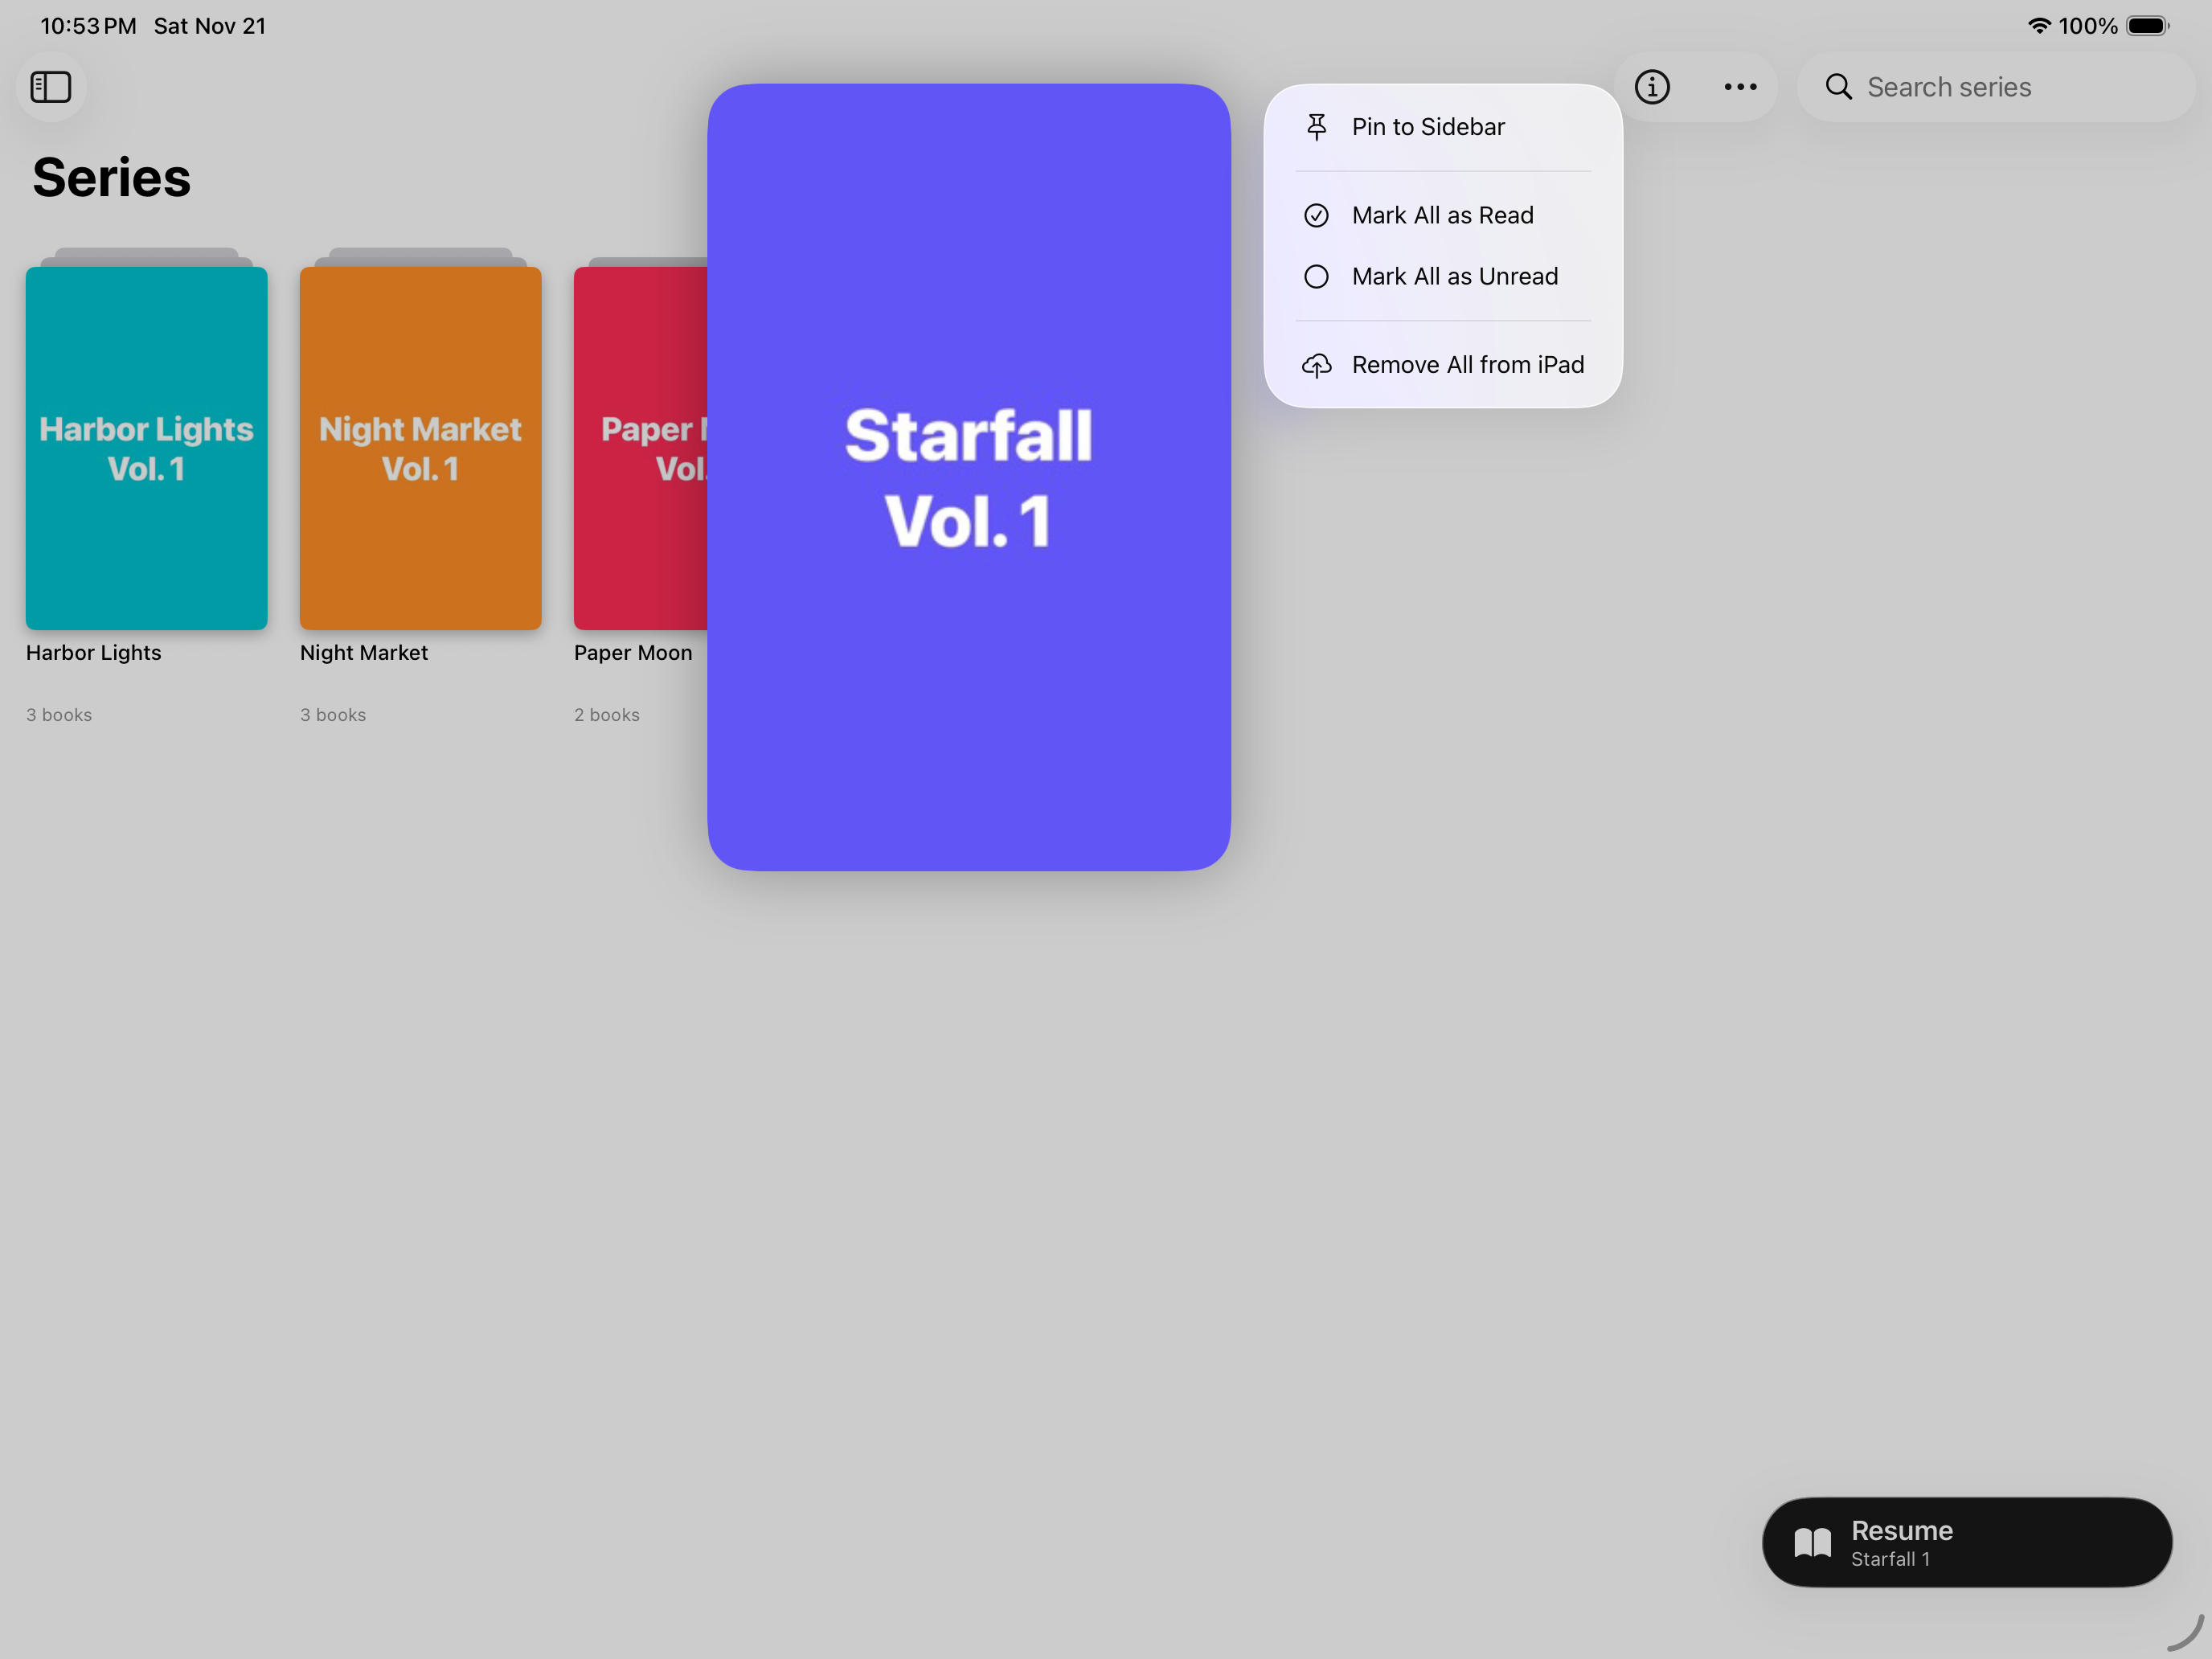 10:53 PM Sat Nov 21
100%
Search series
Series
Pin to Sidebar
Mark All as Read
Mark All as Unread
Remove All from iPad
Harbor Lights
Vol. 1
Night Market
Vol. 1
Paper
Vol.
Starfall
Vol. 1
Harbor Lights
Night Market
Paper Moon
3 books
3 books
2 books
Resume
Starfall 1